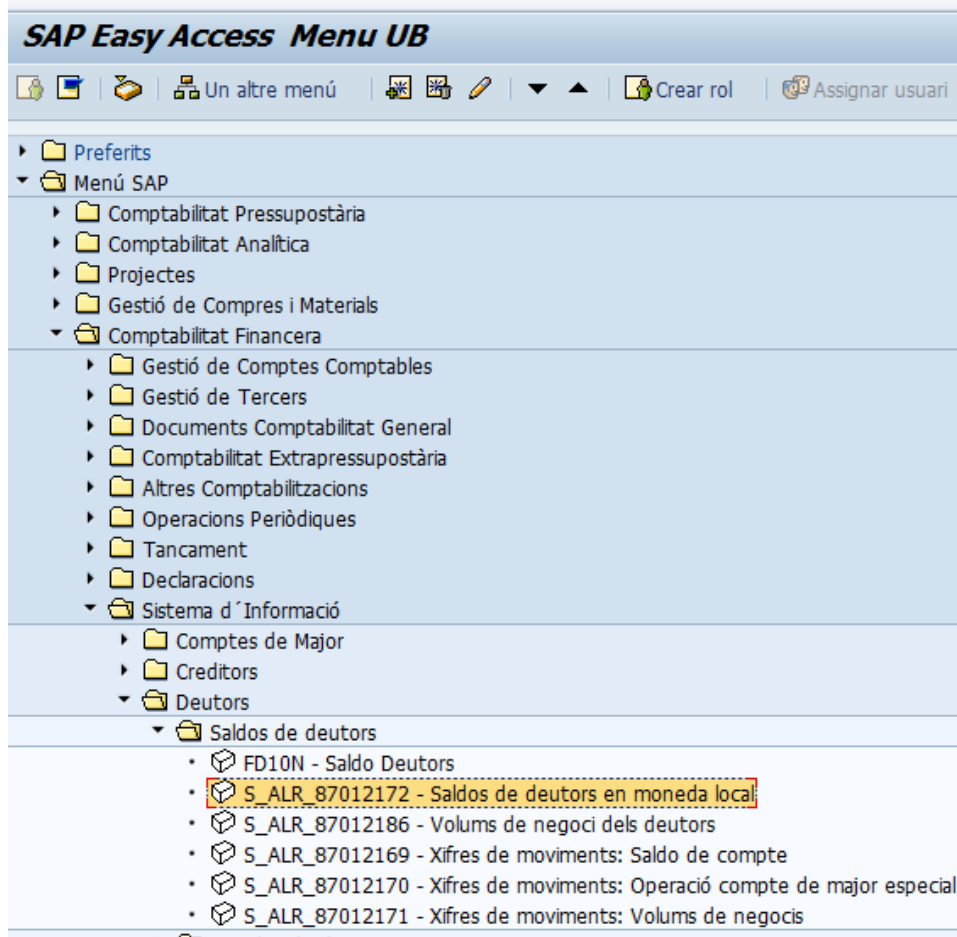 SAP Easy Access Menu UB
Un altre menú Crear rol Assignar usuari
Preferits
Menú SAP
Comptabilitat Pressupostària
Comptabilitat Analítica
Projectes
Gestió de Compres i Materials
Comptabilitat Financera
Gestió de Comptes Comptables
Gestió de Tercers
Documents Comptabilitat General
Comptabilitat Extrapressupostària
Altres Comptabilitzacions
Operacions Periòdiques
Tancament
Declaracions
Sistema d´Informació
Comptes de Major
Creditors
Deutors
Saldos de deutors
FD10N - Saldo Deutors
S_ALR_87012172 - Saldos de deutors en moneda local
S_ALR_87012186 - Volums de negoci dels deutors
S_ALR_87012169 - Xifres de moviments: Saldo de compte
S_ALR_87012170 - Xifres de moviments: Operació compte de major especial
S_ALR_87012171 - Xifres de moviments: Volums de negocis